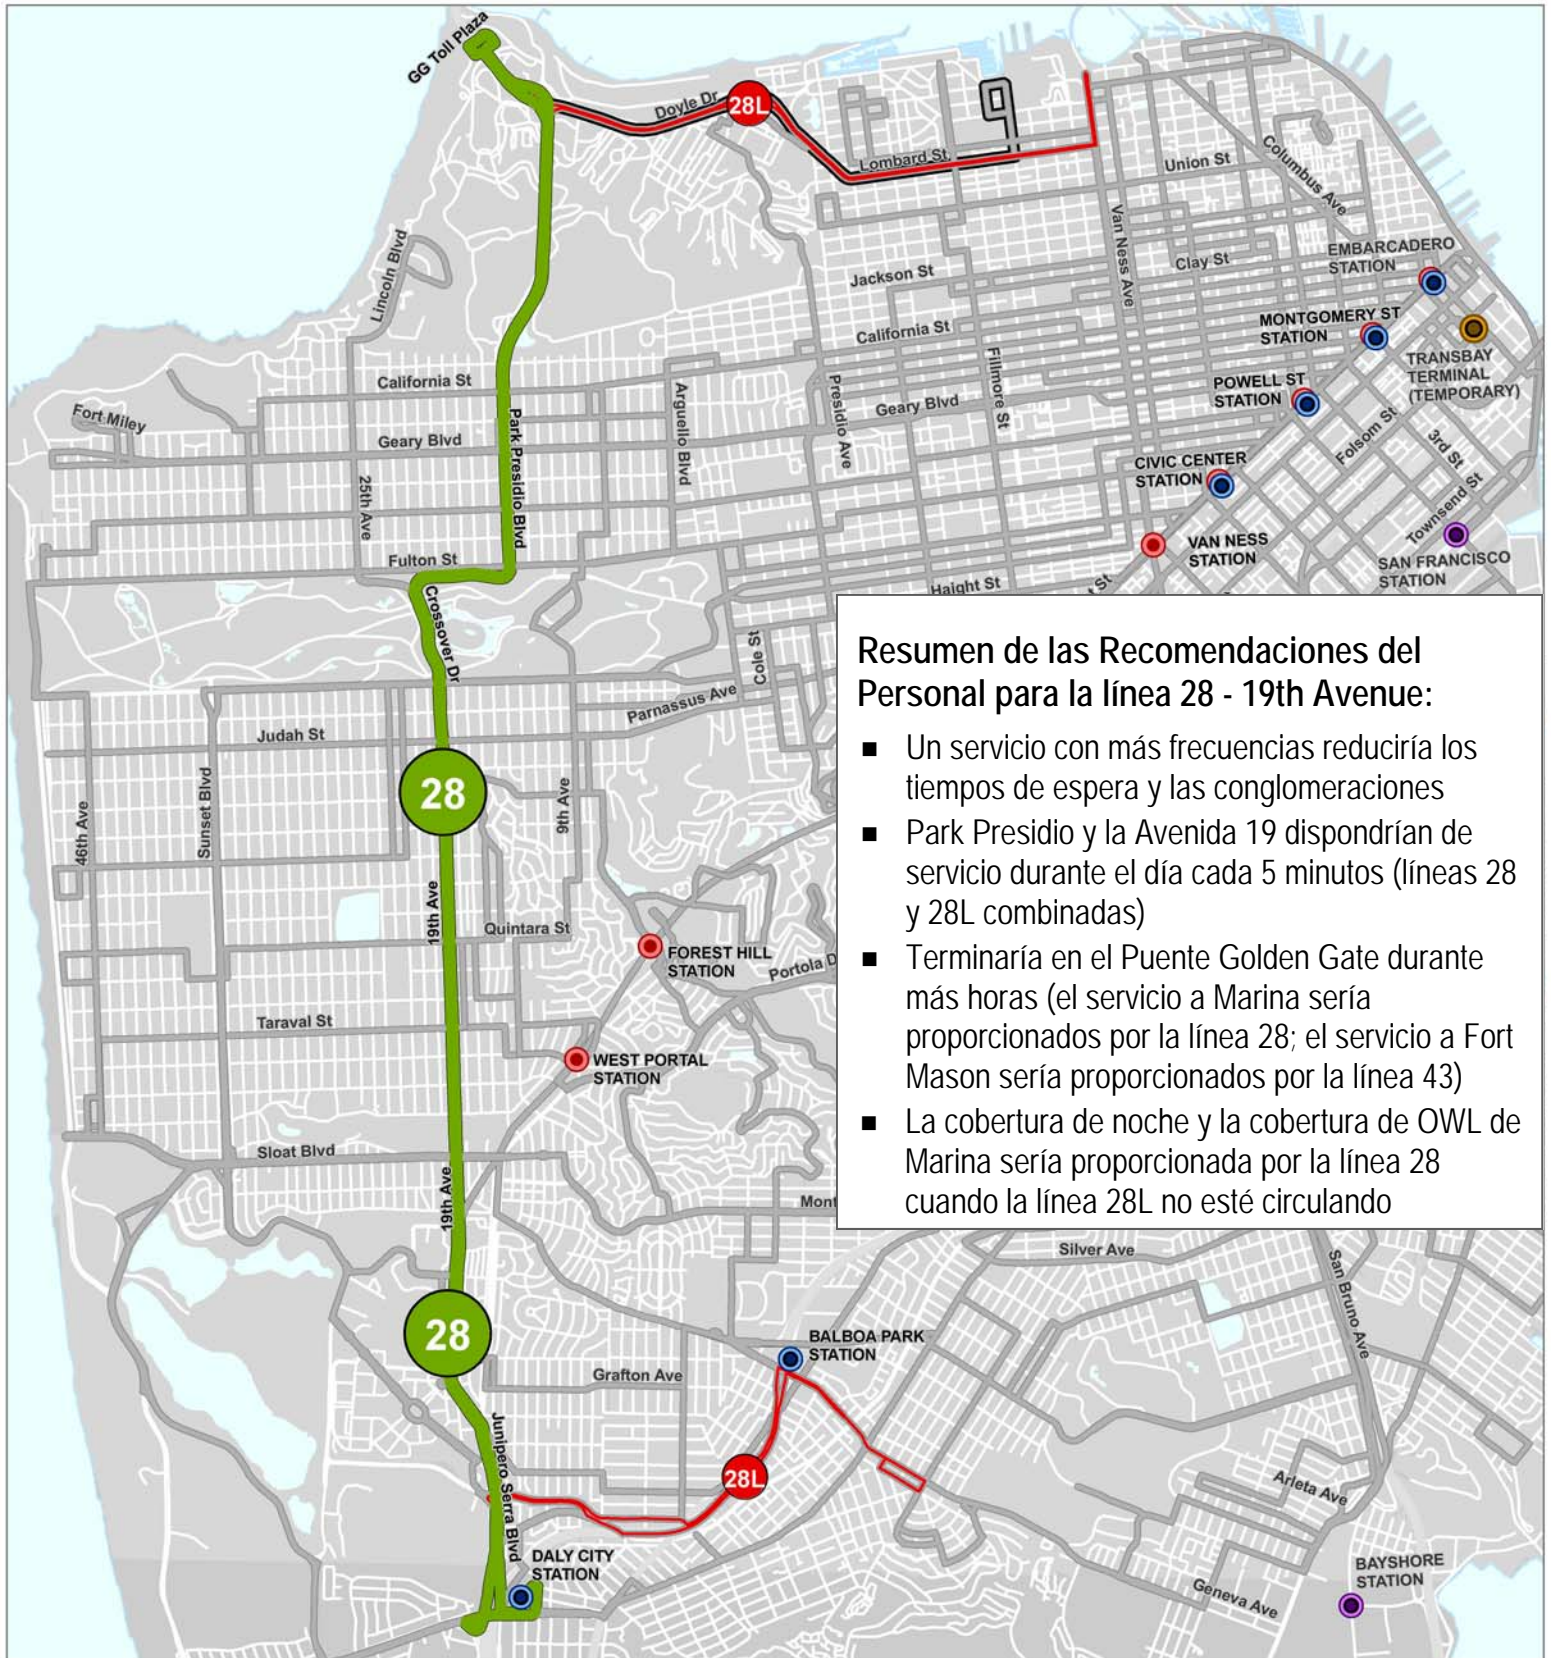 GG Toll Plaza
Doyle Dr
28L
Lombard St
Union St
Columbus Ave
Van Ness Ave
Lincoln Blvd
Jackson St
Clay St
EMBARCADERO
STATION
California St
MONTGOMERY ST
STATION
TRANSBAY
TERMINAL
(TEMPORARY)
California St
Fillmore St
Presidio Ave
Arguello Blvd
POWELL ST
STATION
Geary Blvd
Fort Miley
Park Presidio Blvd
Geary Blvd
Folsom St
3rd St
CIVIC CENTER
STATION
25th Ave
Townsend St
VAN NESS
STATION
SAN FRANCISCO
STATION
Fulton St
Haight St
St
Crossover Dr
Cole St
Parnassus Ave
Judah St
28
46th Ave
Sunset Blvd
9th Ave
19th Ave
Quintara St
FOREST HILL
STATION
Portola D
Taraval St
WEST PORTAL
STATION
Sloat Blvd
19th Ave
Mont
Resumen de las Recomendaciones del
Personal para la línea 28 - 19th Avenue:
■ Un servicio con más frecuencias reduciría los
tiempos de espera y las conglomeraciones
■ Park Presidio y la Avenida 19 dispondrían de
servicio durante el día cada 5 minutos (líneas 28
y 28L combinadas)
■ Terminaría en el Puente Golden Gate durante
más horas (el servicio a Marina sería
proporcionados por la línea 28; el servicio a Fort
Mason sería proporcionados por la línea 43)
■ La cobertura de noche y la cobertura de OWL de
Marina sería proporcionada por la línea 28
cuando la línea 28L no esté circulando
Silver Ave
San Bruno Ave
28
BALBOA PARK
STATION
Grafton Ave
Junipero Serra Blvd
28L
Arleta Ave
DALY CITY
STATION
BAYSHORE
STATION
Geneva Ave